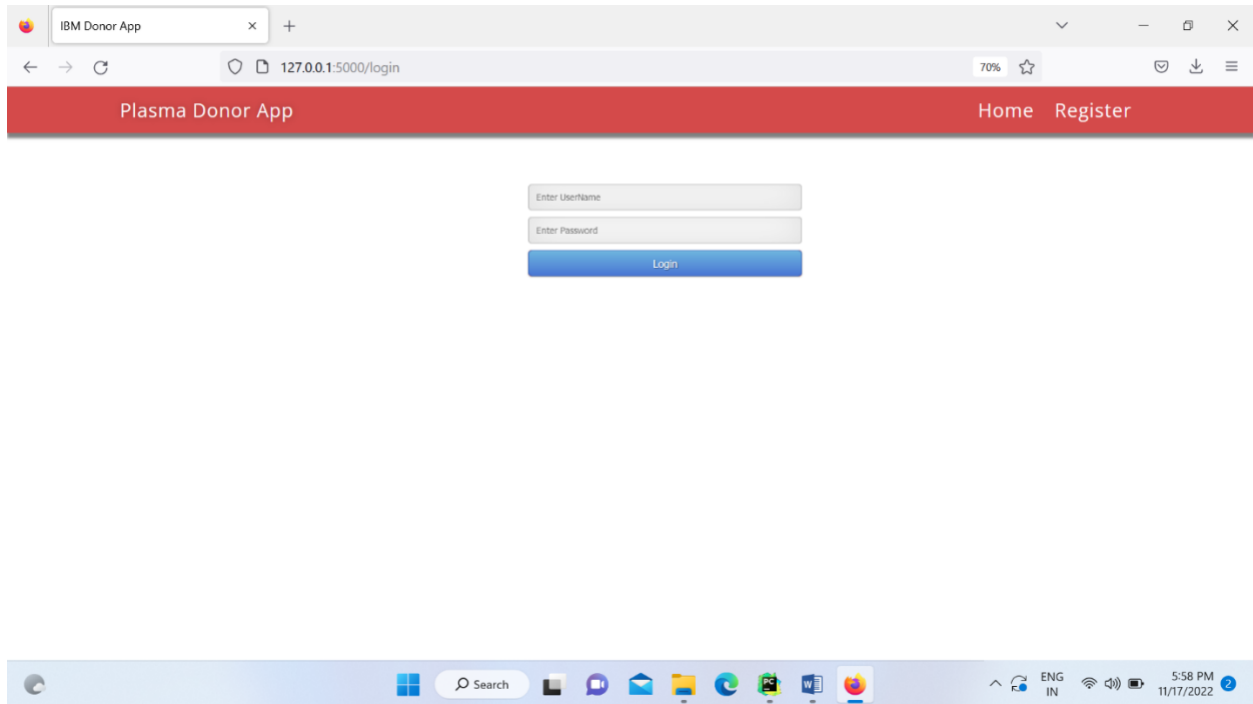 IBM Donor App
127.0.0.1:5000/login
70%
Plasma Donor App
Home Register
Enter UserName
Enter Password
Login
Search
PC
W
ENG
IN
5:58 PM
11/17/2022
2